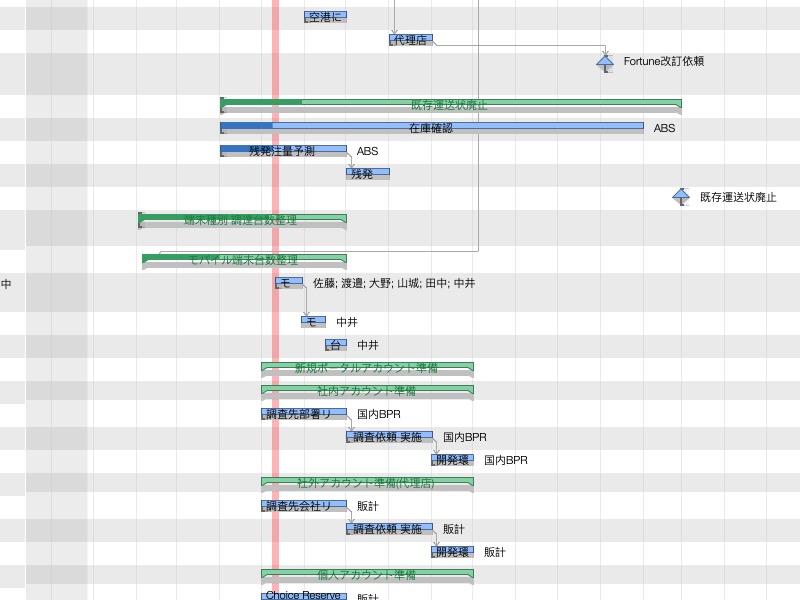 空港に
代理店
Fortune改訂依頼
既存運送状廃止
在庫確認 ABS
残発注量予測 ABS
残発
既存運送状廃止
端末種別 調達台数整理
モバイル端末台数整理
中 モ 佐藤; 渡邉; 大野; 山城; 田中; 中井
モ 中井
台 中井
新規ポータルアカウント準備
社内アカウント準備
調査先部署リ 国内BPR
調査依頼 実施 国内BPR
開発環 国内BPR
社外アカウント準備(代理店)
調査先会社リ 販計
調査依頼 実施 販計
開発環 販計
個人アカウント準備
Choice Reserve 販計